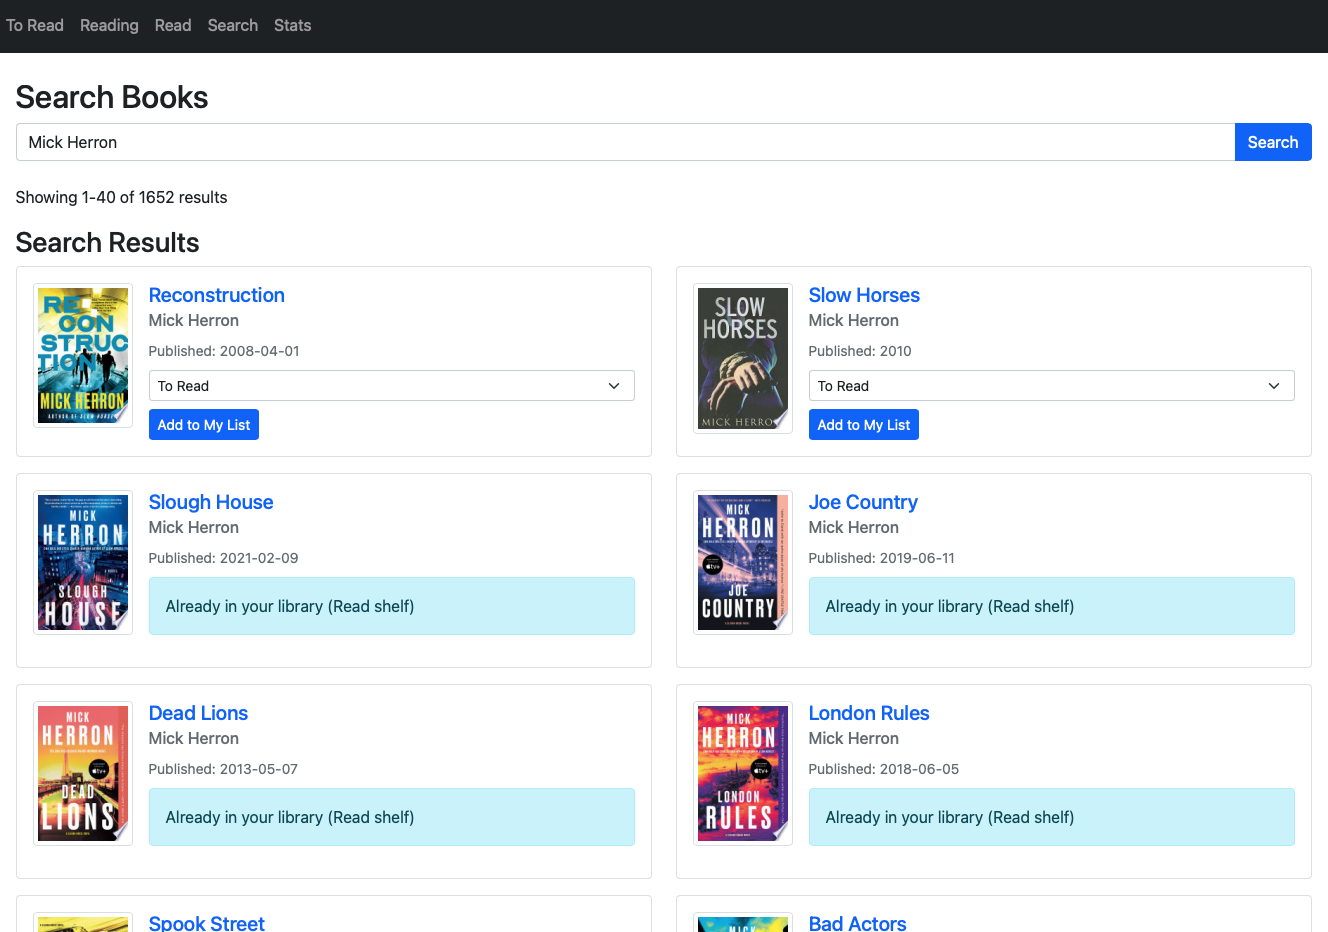 To Read Reading Read Search Stats
Search Books
Mick Herron Search
Showing 1-40 of 1652 results
Search Results
RE
CON
STRUC
TION
MICK HERRON
AUTHOR OF SLOW HORSES
Reconstruction
Mick Herron
Published: 2008-04-01
To Read
Add to My List
SLOW
HORSES
MICK HERRO
Slow Horses
Mick Herron
Published: 2010
To Read
Add to My List
MICK
HERRON
SLOUGH
HOUSE
Slough House
Mick Herron
Published: 2021-02-09
Already in your library (Read shelf)
MICK
HERRON
tv+
JOE
COUNTRY
Joe Country
Mick Herron
Published: 2019-06-11
Already in your library (Read shelf)
MICK
HERRON
tv+
DEAD
LIONS
Dead Lions
Mick Herron
Published: 2013-05-07
Already in your library (Read shelf)
MICK
HERRON
tv+
LONDON
RULES
London Rules
Mick Herron
Published: 2018-06-05
Already in your library (Read shelf)
Spook Street
MICK
Bad Actors